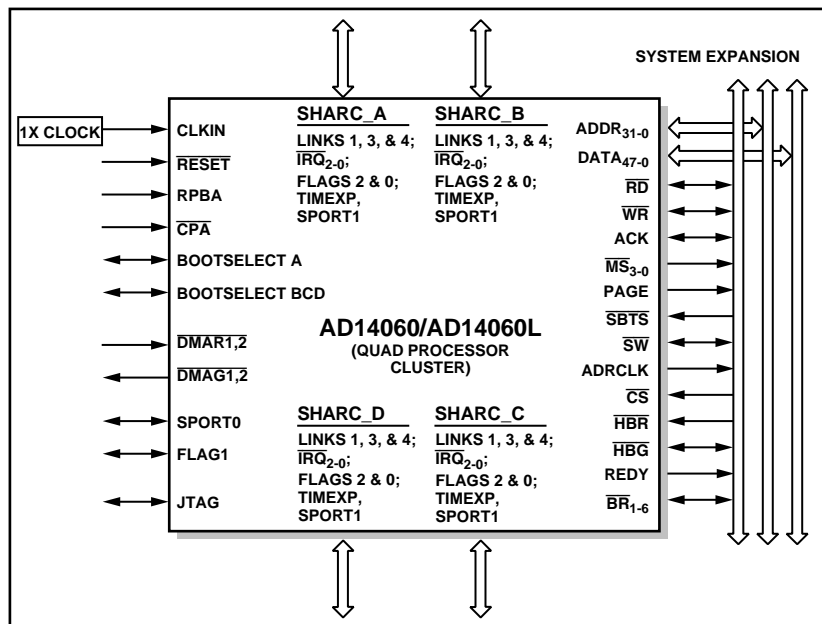 SYSTEM EXPANSION
1X CLOCK
CLKIN
RESET
RPBA
CPA
BOOTSELECT A
BOOTSELECT BCD
DMAR1,2
DMAG1,2
SPORT0
FLAG1
JTAG
SHARC_A
LINKS 1, 3, & 4;
IRQ2-0;
FLAGS 2 & 0;
TIMEXP,
SPORT1
SHARC_B
LINKS 1, 3, & 4;
IRQ2-0;
FLAGS 2 & 0;
TIMEXP,
SPORT1
AD14060/AD14060L
(QUAD PROCESSOR
CLUSTER)
SHARC_D
LINKS 1, 3, & 4;
IRQ2-0;
FLAGS 2 & 0;
TIMEXP,
SPORT1
SHARC_C
LINKS 1, 3, & 4;
IRQ2-0;
FLAGS 2 & 0;
TIMEXP,
SPORT1
ADDR31-0
DATA47-0
RD
WR
ACK
MS3-0
PAGE
SBTS
SW
ADRCLK
CS
HBR
HBG
REDY
BR1-6